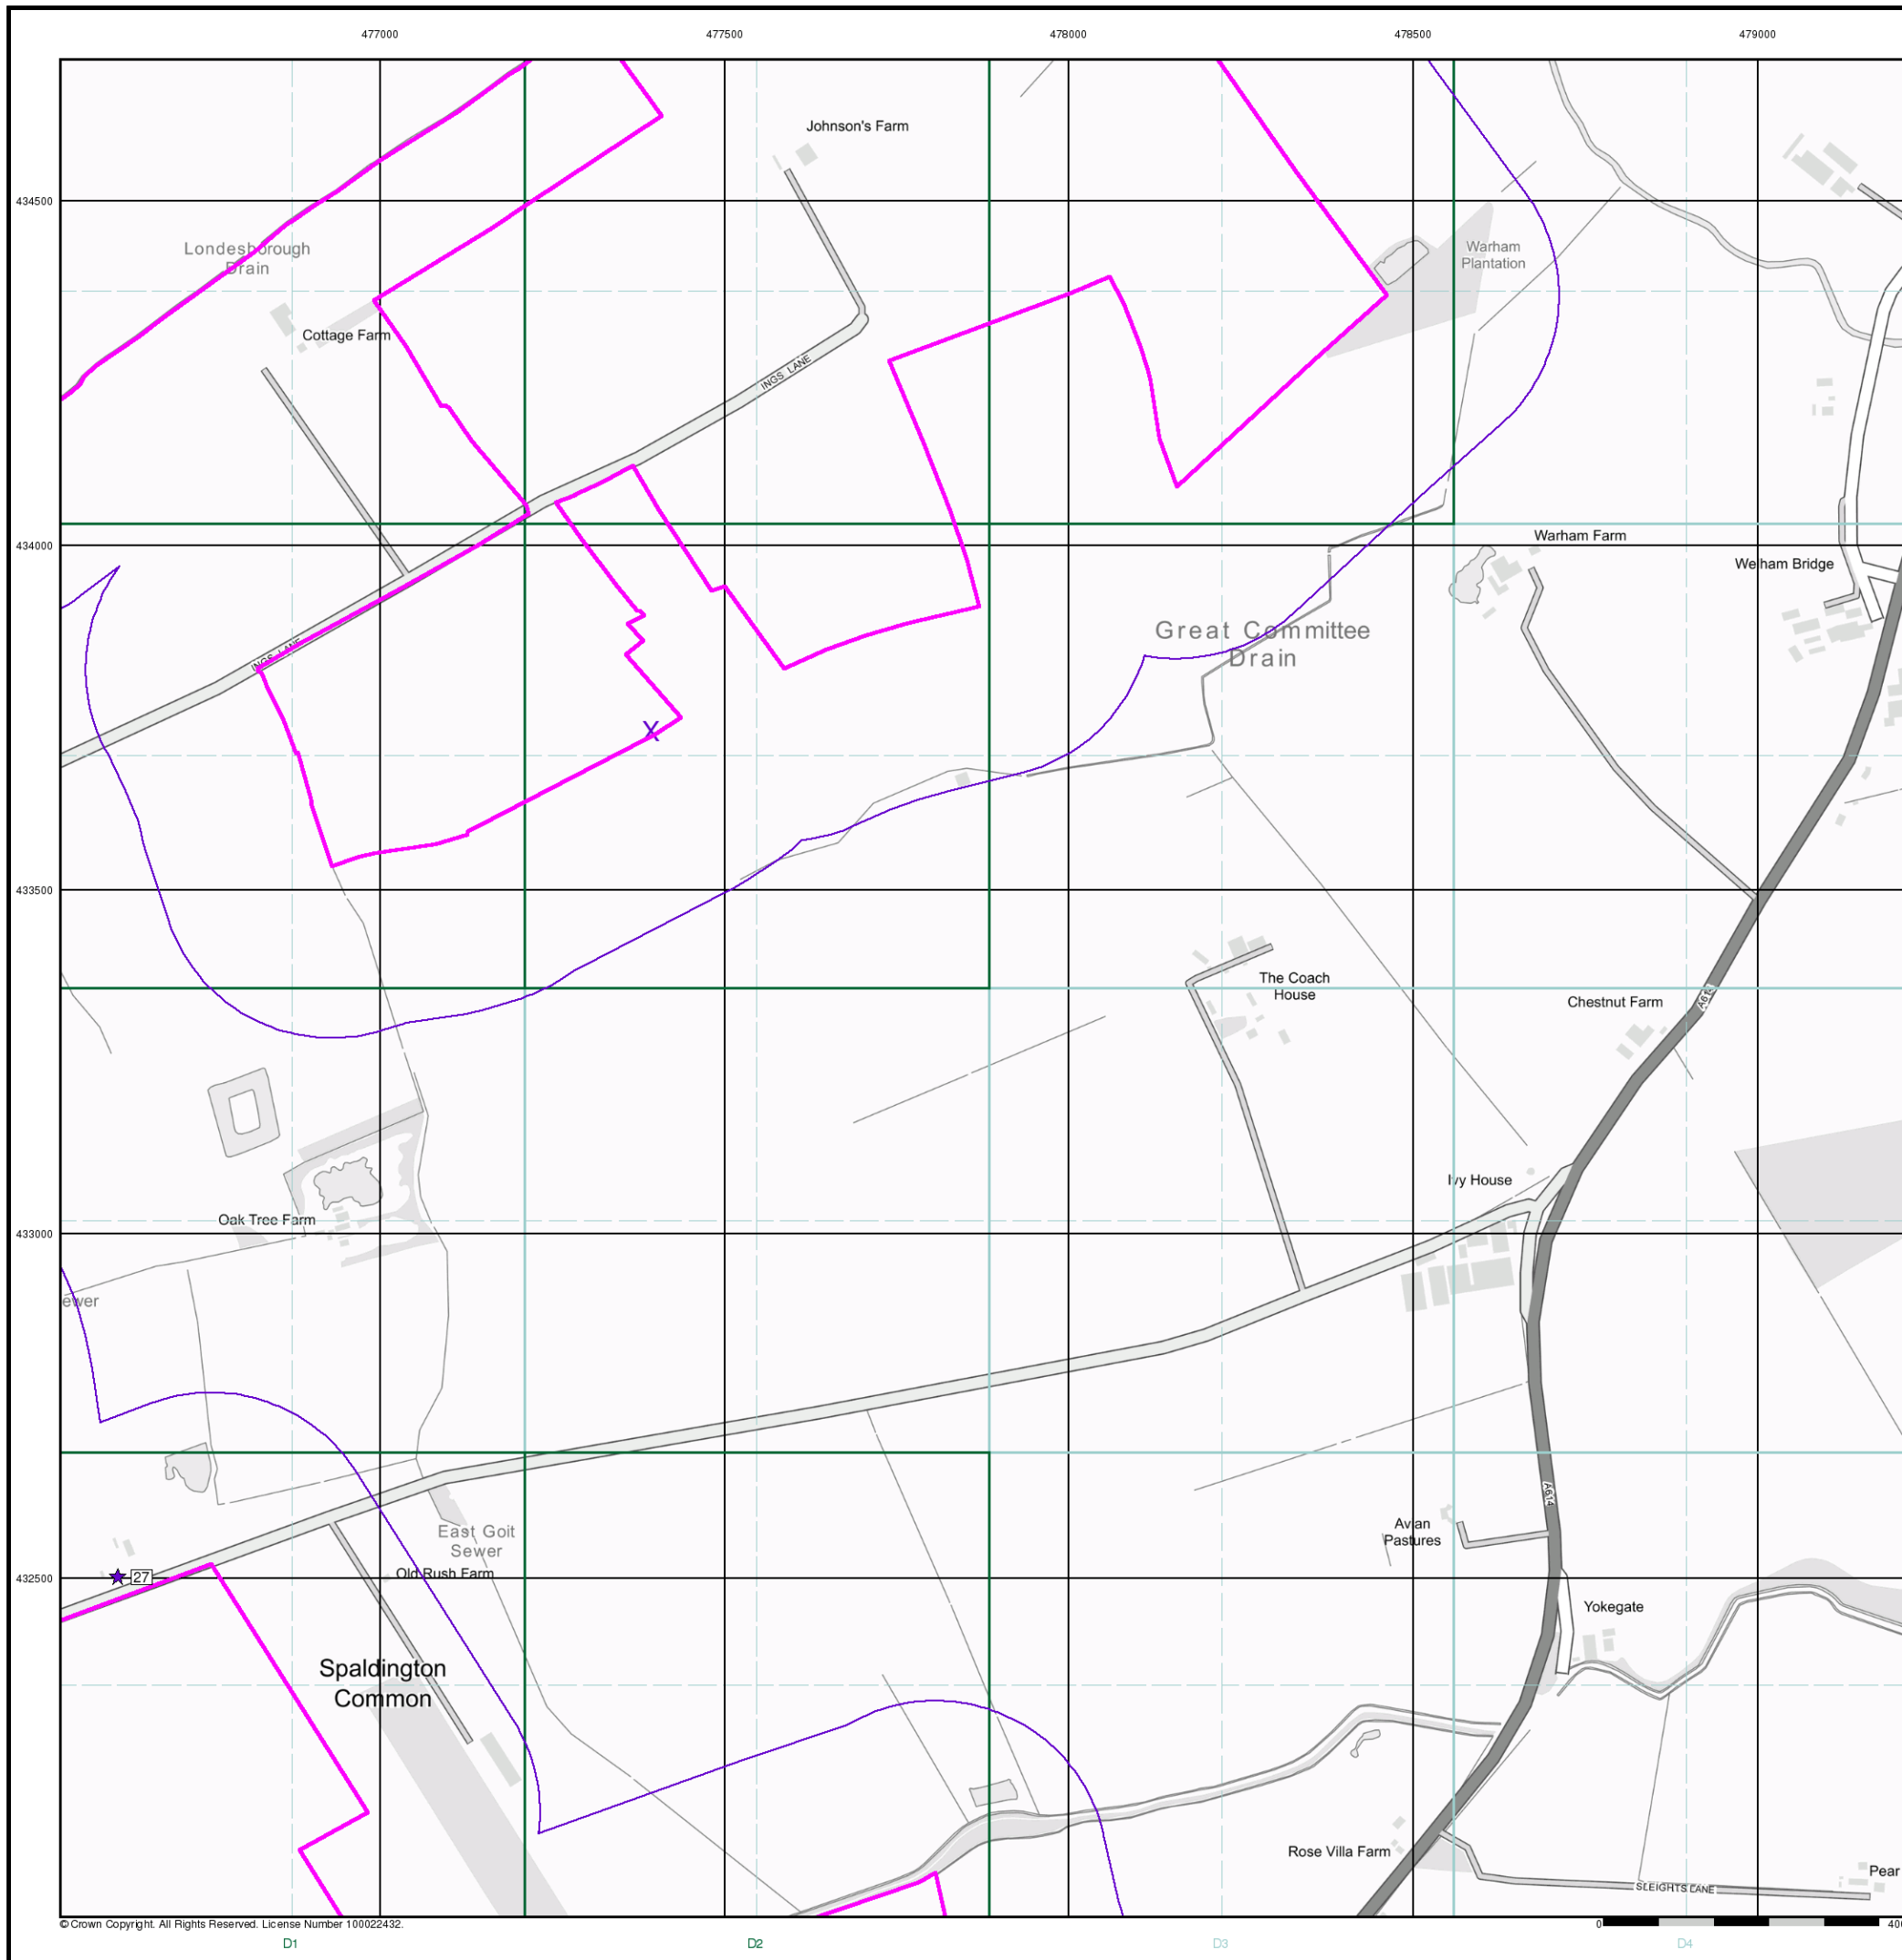 477000
477500
478000
478500
479000
Johnson's Farm
434500
Londesborough
Drain
Warham
Plantation
Cottage Farm
INGS LANE
434000
Warham Farm
Welham Bridge
Great Committee
Drain
INGS LANE
X
433500
The Coach
House
Chestnut Farm
A614
Ivy House
Oak Tree Farm
433000
ewer
A614
Avian
Pastures
East Goit
Sewer
Old Rush Farm
432500
27
Yokegate
Spaldington
Common
Rose Villa Farm
Pear
SLEIGHTS LANE
© Crown Copyright. All Rights Reserved. License Number 100022432.
0
400
D1
D2
D3
D4